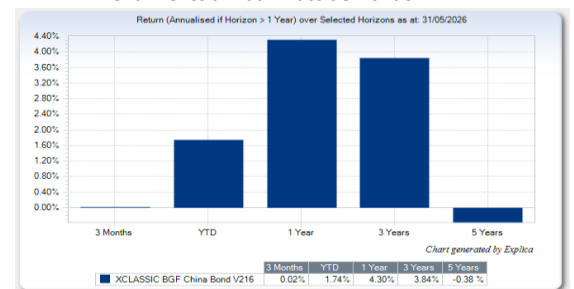 Return (Annualised if Horizon > 1 Year) over Selected Horizons as at: 31/05/2026
4.40%
4.00%
3.60%
3.20%
2.80%
2.40%
2.00%
1.60%
1.20%
0.80%
0.40%
0.00%
3 Months YTD 1 Year 3 Years 5 Years
Chart generated by Explica
3 Months YTD 1 Year 3 Years 5 Years
XCLASSIC BGF China Bond V216 0.02% 1.74% 4.30% 3.84% -0.38 %